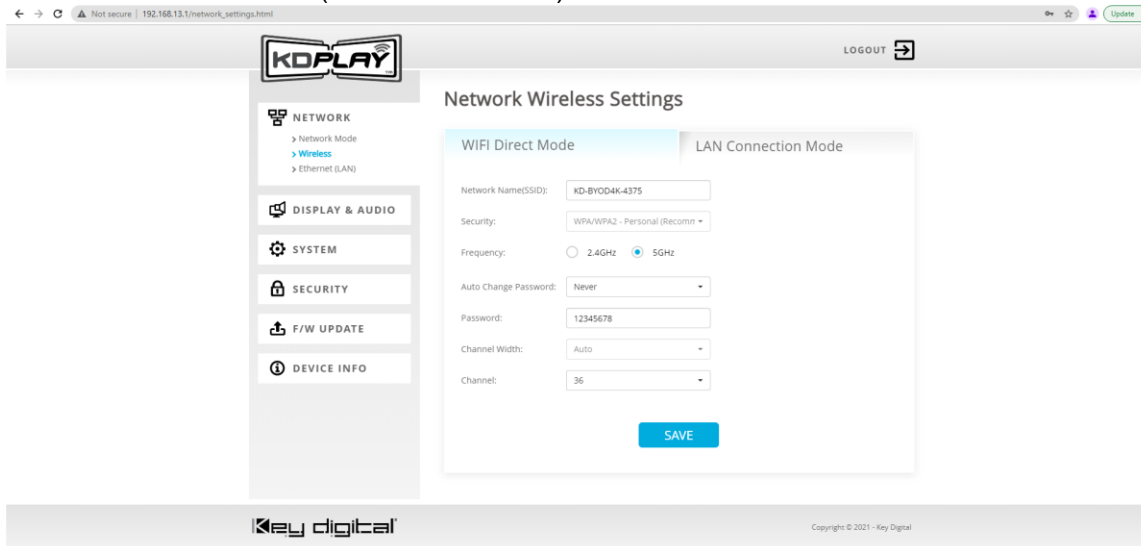 Not secure | 192.168.13.1/network_settings.html
Update
KDPLAY
LOGOUT
NETWORK
> Network Mode
> Wireless
> Ethernet (LAN)
DISPLAY & AUDIO
SYSTEM
SECURITY
F/W UPDATE
DEVICE INFO
Network Wireless Settings
WIFI Direct Mode LAN Connection Mode
Network Name(SSID): KD-BYOD4K-4375
Security: WPA/WPA2 - Personal (Recomm
Frequency: 2.4GHz 5GHz
Auto Change Password: Never
Password: 12345678
Channel Width: Auto
Channel: 36
SAVE
Key digital
Copyright © 2021 - Key Digital